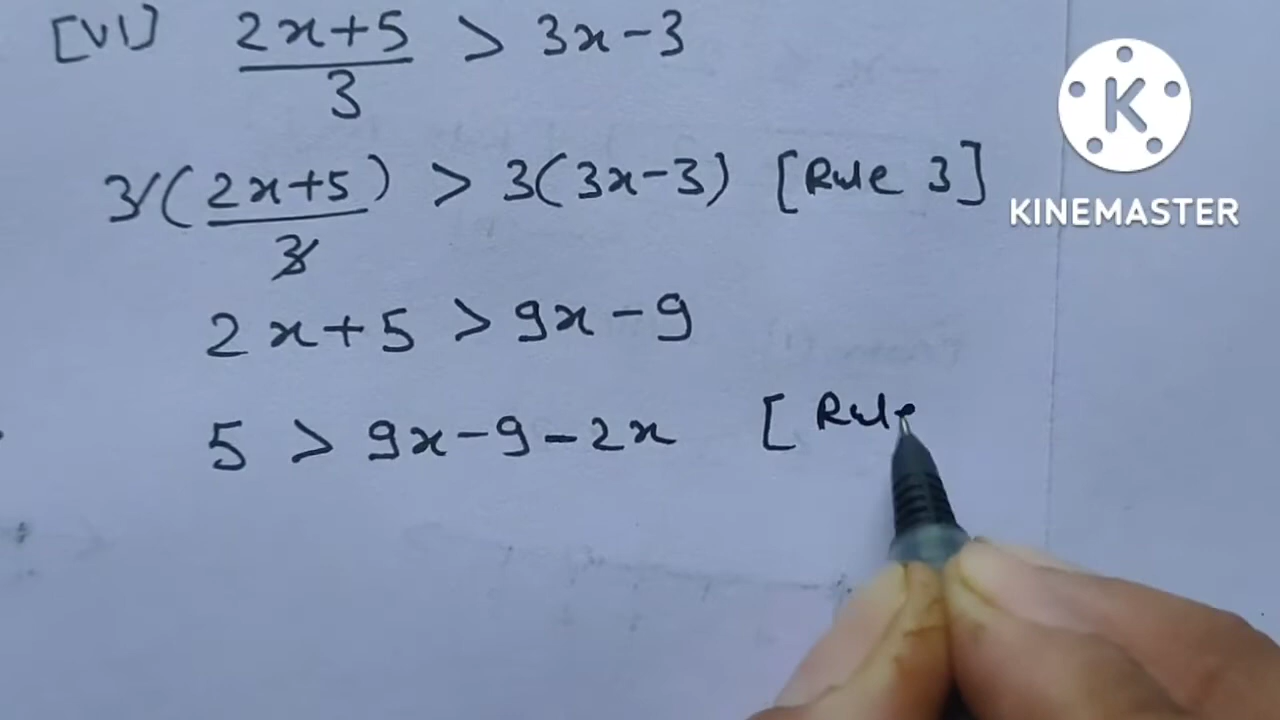 [VI] 2x+5/3 > 3x-3
3(2x+5/3) > 3(3x-3) [Rule 3]
2x+5 > 9x-9
5 > 9x-9-2x [Rule
K
KINEMASTER